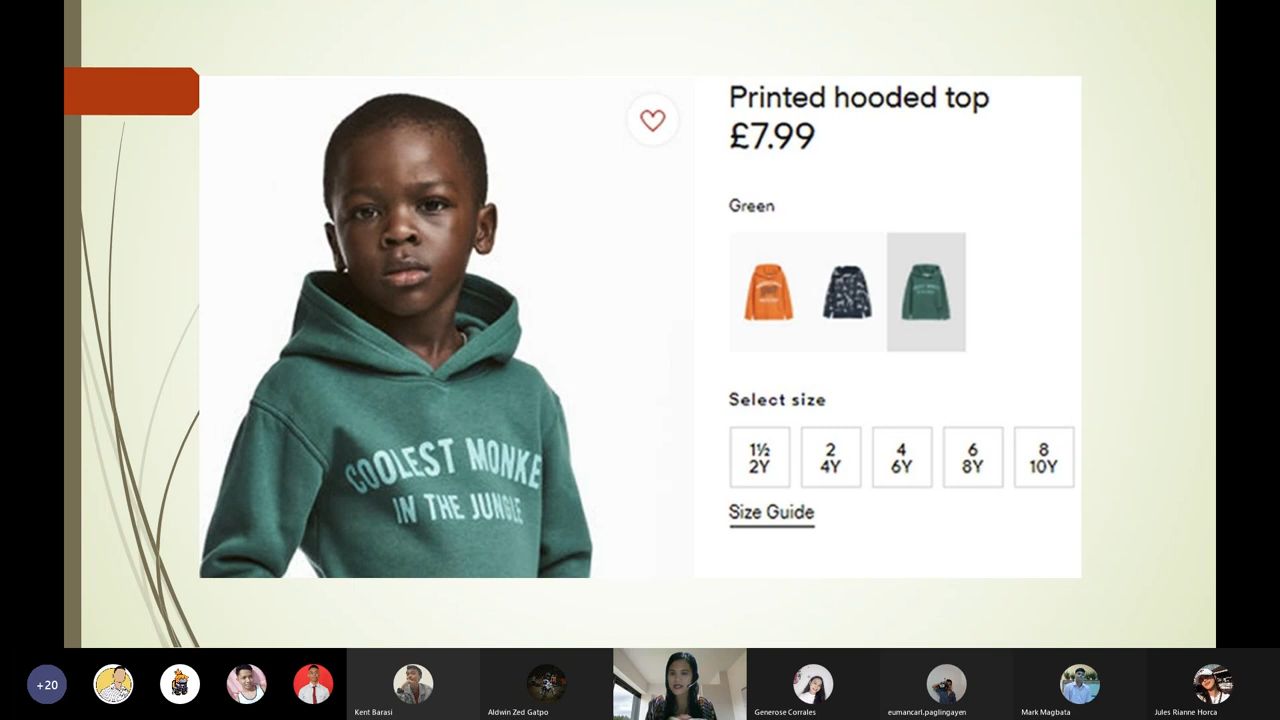 Printed hooded top
£7.99
Green
COOLEST MONKE
IN THE JUNGLE
Select size
1½ 2 4 6 8
2Y 4Y 6Y 8Y 10Y
Size Guide
+20
Kent Barasi
Aldwin Zed Gatpo
Generose Corrales
eumancarl.paglingayen
Mark Magbata
Jules Rianne Horca